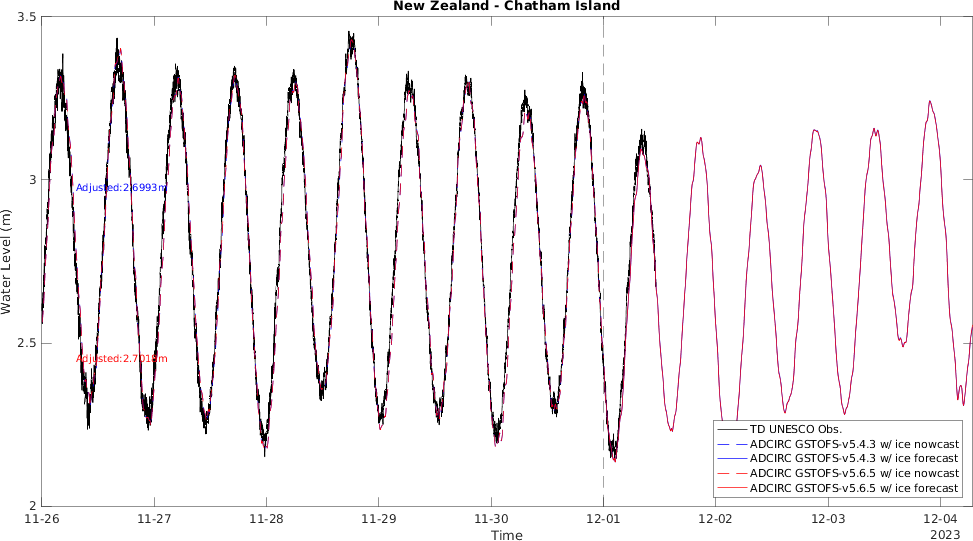 New Zealand - Chatham Island
3.5
3
2.5
2
Water Level (m)
Adjusted:2.6993m
Adjusted:2.7018m
TD UNESCO Obs.
ADCIRC GSTOFS-v5.4.3 w/ ice nowcast
ADCIRC GSTOFS-v5.4.3 w/ ice forecast
ADCIRC GSTOFS-v5.6.5 w/ ice nowcast
ADCIRC GSTOFS-v5.6.5 w/ ice forecast
11-26 11-27 11-28 11-29 11-30 12-01 12-02 12-03 12-04
Time
2023